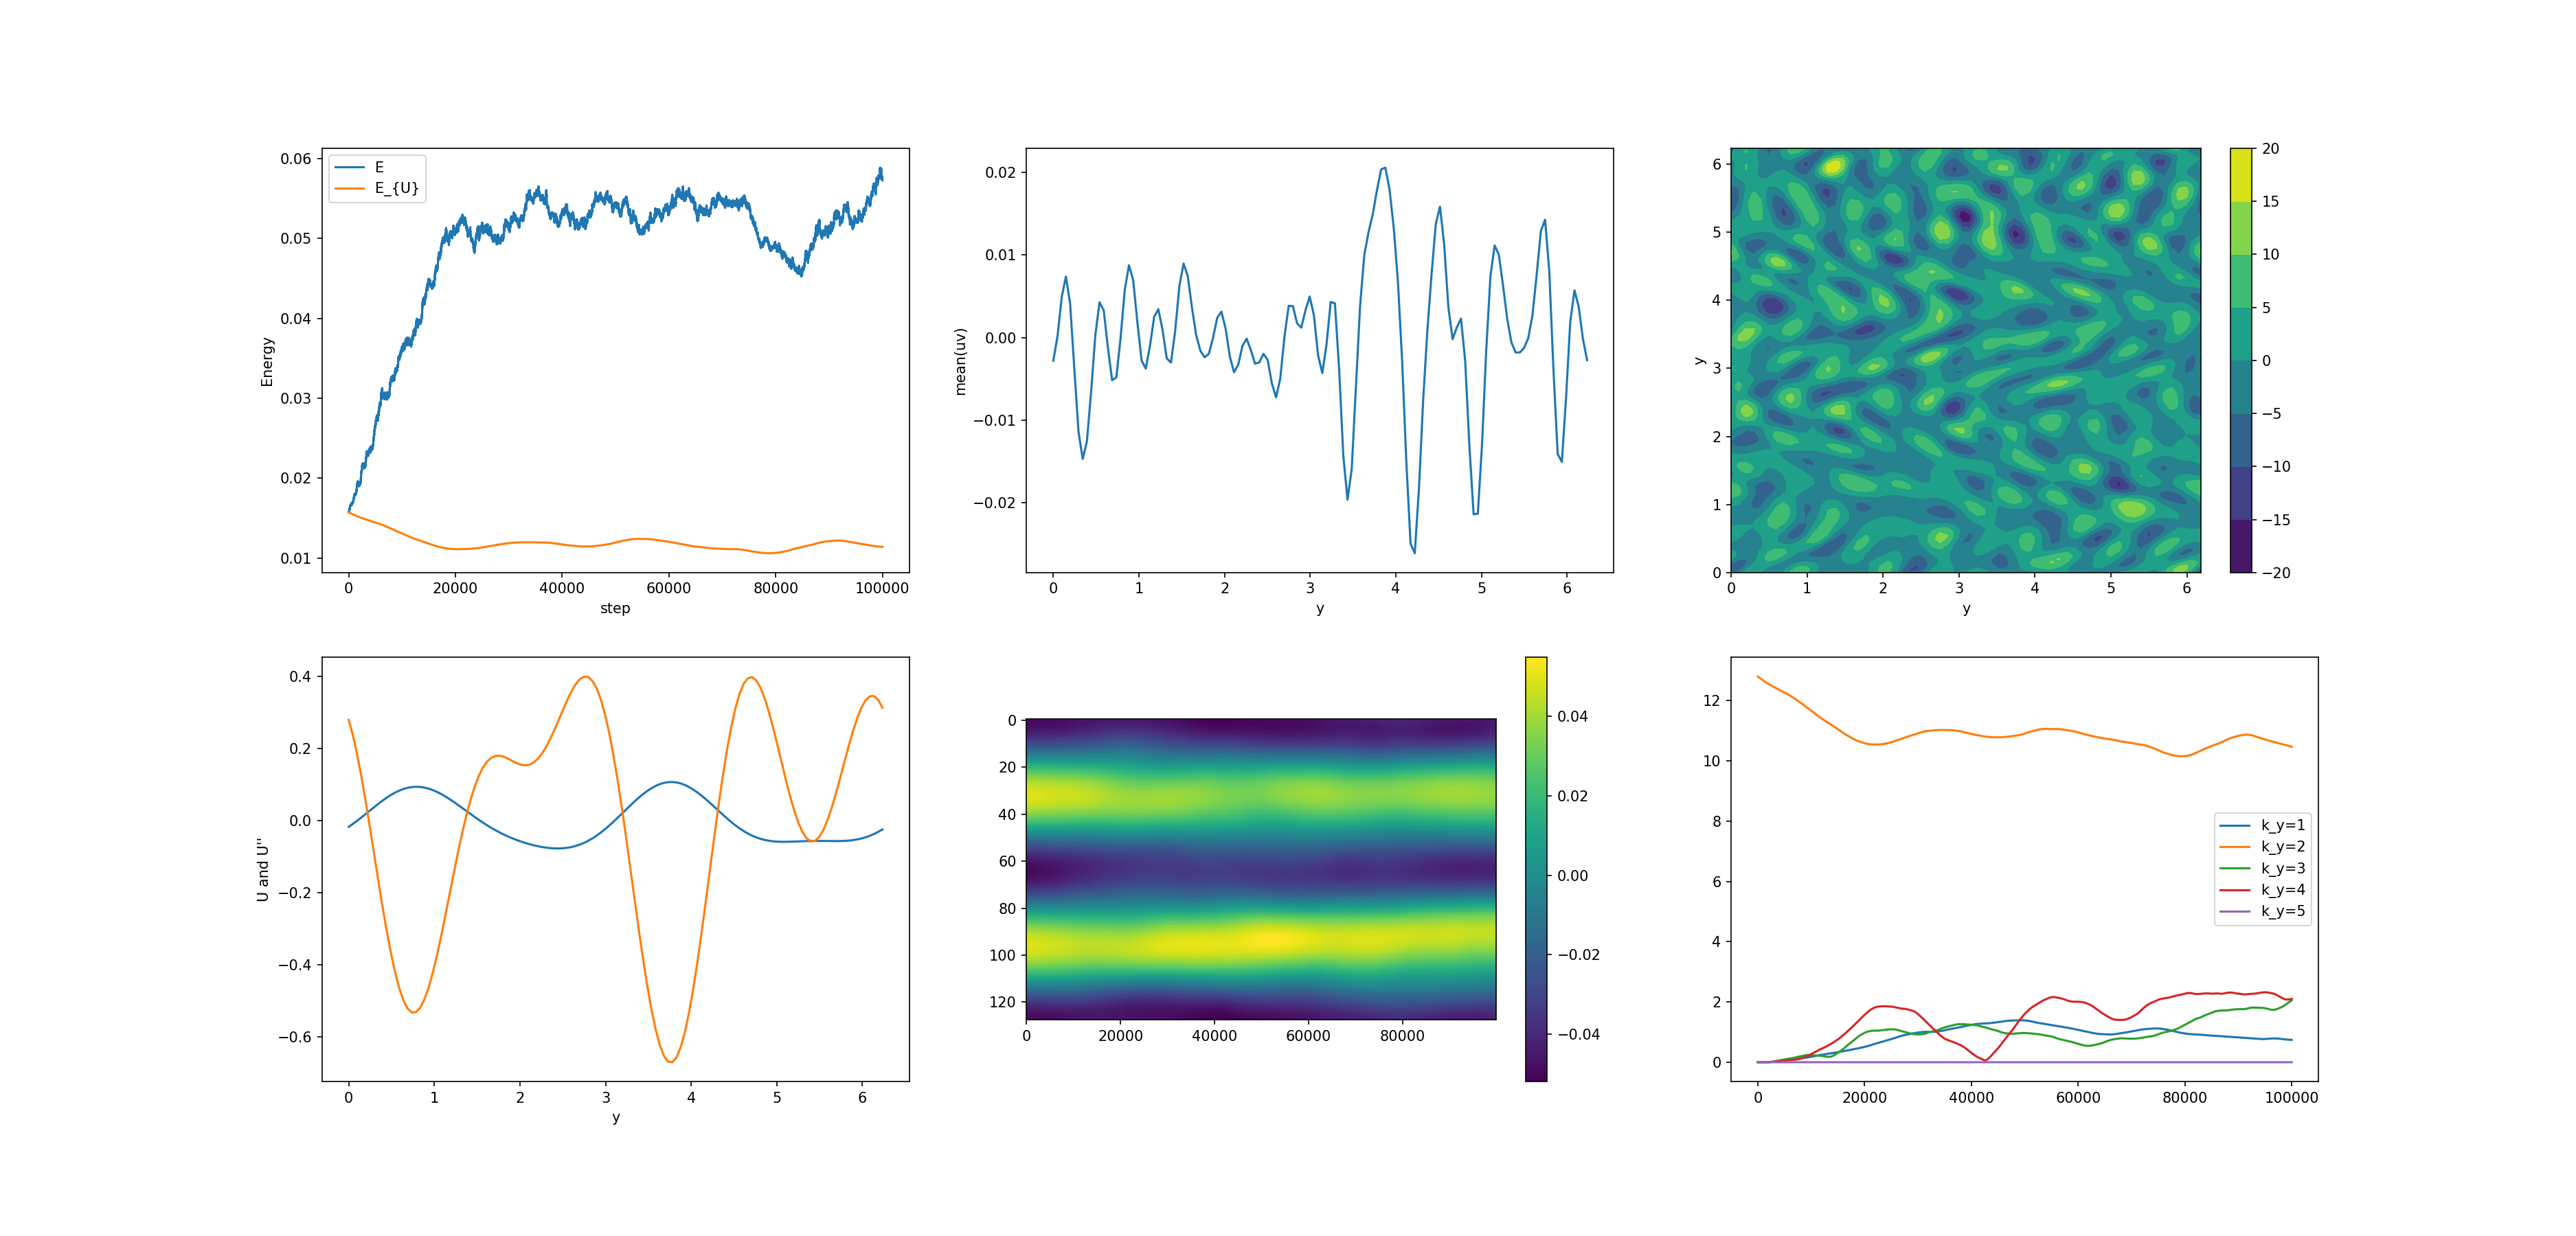 0.06
0.05
0.04
0.03
0.02
0.01
Energy
E
E_{U}
0 20000 40000 60000 80000 100000
step
0.02
0.01
0.00
−0.01
−0.02
mean(uv)
0 1 2 3 4 5 6
y
6
5
4
3
2
1
0
y
0 1 2 3 4 5 6
y
20
15
10
5
0
−5
−10
−15
−20
0.4
0.2
0.0
−0.2
−0.4
−0.6
U and U''
0 1 2 3 4 5 6
y
0
20
40
60
80
100
120
0 20000 40000 60000 80000
0.04
0.02
0.00
−0.02
−0.04
12
10
8
6
4
2
0
k_y=1
k_y=2
k_y=3
k_y=4
k_y=5
0 20000 40000 60000 80000 100000